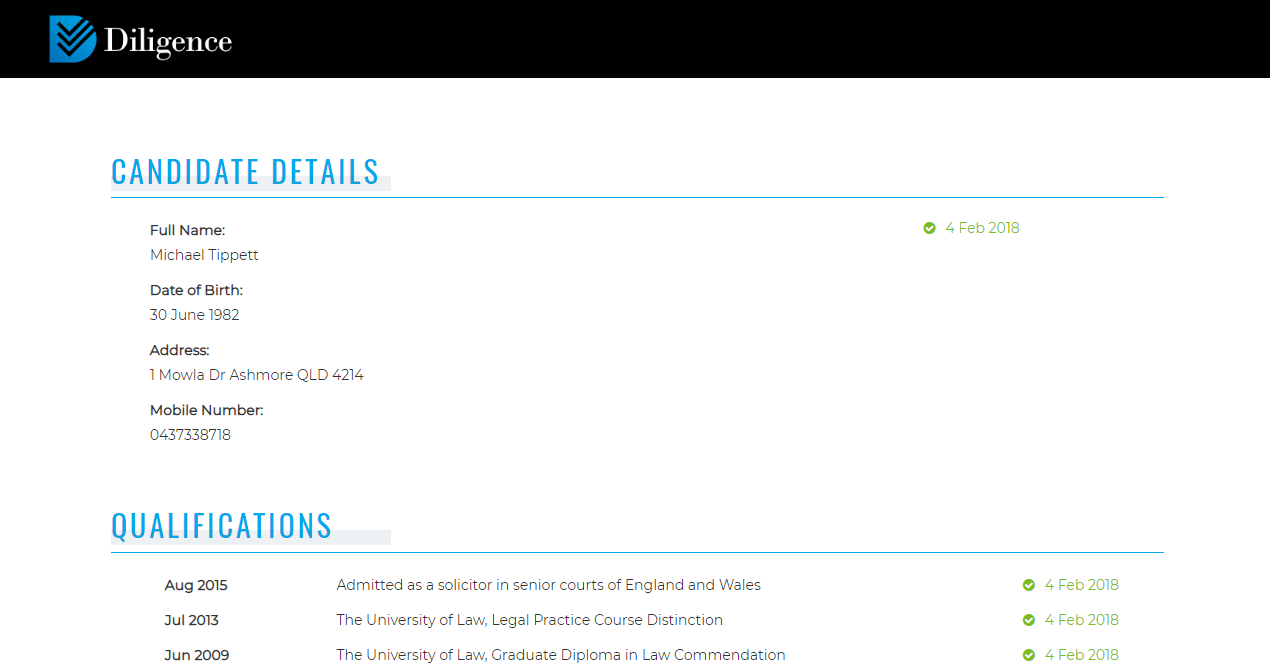 Diligence
CANDIDATE DETAILS
Full Name: 4 Feb 2018
Michael Tippett
Date of Birth:
30 June 1982
Address:
1 Mowla Dr Ashmore QLD 4214
Mobile Number:
0437338718
QUALIFICATIONS
Aug 2015 Admitted as a solicitor in senior courts of England and Wales 4 Feb 2018
Jul 2013 The University of Law, Legal Practice Course Distinction 4 Feb 2018
Jun 2009 The University of Law, Graduate Diploma in Law Commendation 4 Feb 2018